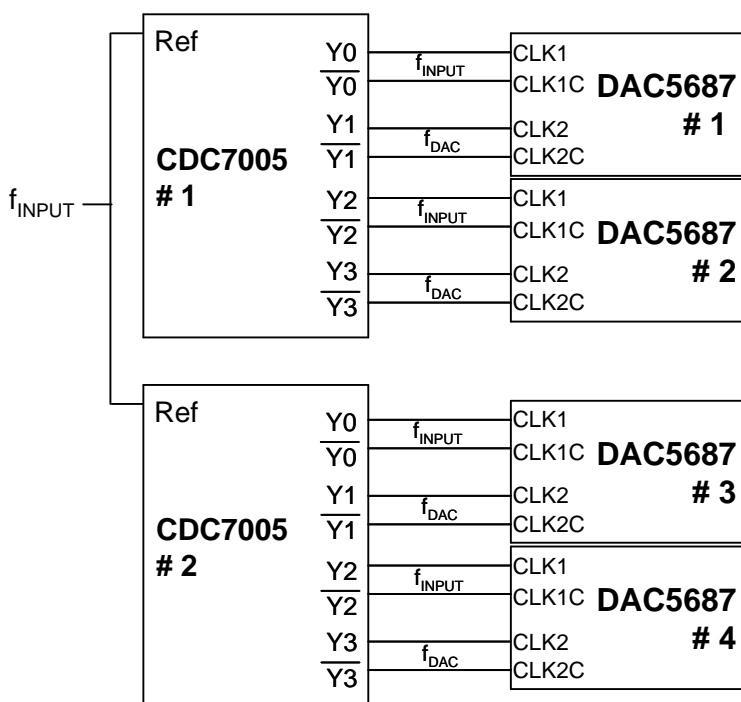 f_INPUT
Ref
CDC7005
# 1
Y0
Y0
Y1
Y1
Y2
Y2
Y3
Y3
f_INPUT
f_DAC
f_INPUT
f_DAC
CLK1
CLK1C
CLK2
CLK2C
DAC5687
# 1
CLK1
CLK1C
CLK2
CLK2C
DAC5687
# 2
Ref
CDC7005
# 2
Y0
Y0
Y1
Y1
Y2
Y2
Y3
Y3
f_INPUT
f_DAC
f_INPUT
f_DAC
CLK1
CLK1C
CLK2
CLK2C
DAC5687
# 3
CLK1
CLK1C
CLK2
CLK2C
DAC5687
# 4